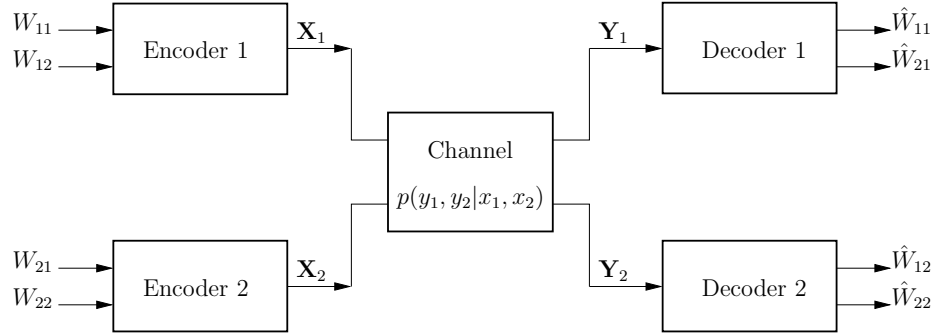 W₁₁ Encoder 1 𝐗₁ 𝐘₁ Decoder 1 Ŵ₁₁
W₁₂ Ŵ₂₁
Channel
p(y₁, y₂|x₁, x₂)
W₂₁ Encoder 2 𝐗₂ 𝐘₂ Decoder 2 Ŵ₁₂
W₂₂ Ŵ₂₂